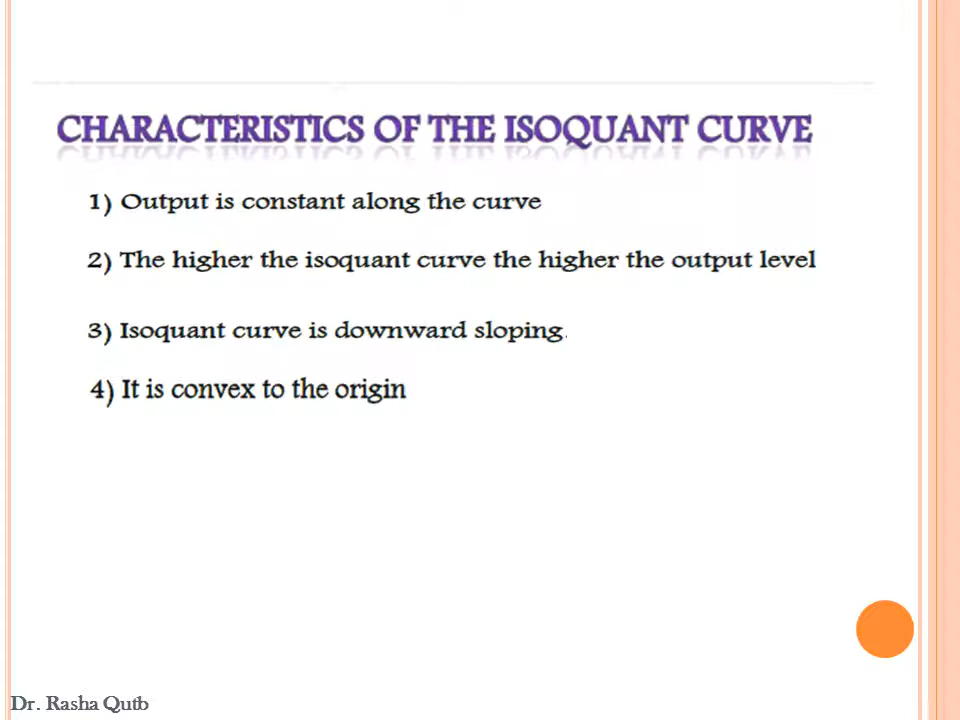 CHARACTERISTICS OF THE ISOQUANT CURVE
1) Output is constant along the curve
2) The higher the isoquant curve the higher the output level
3) Isoquant curve is downward sloping.
4) It is convex to the origin
Dr. Rasha Qutb